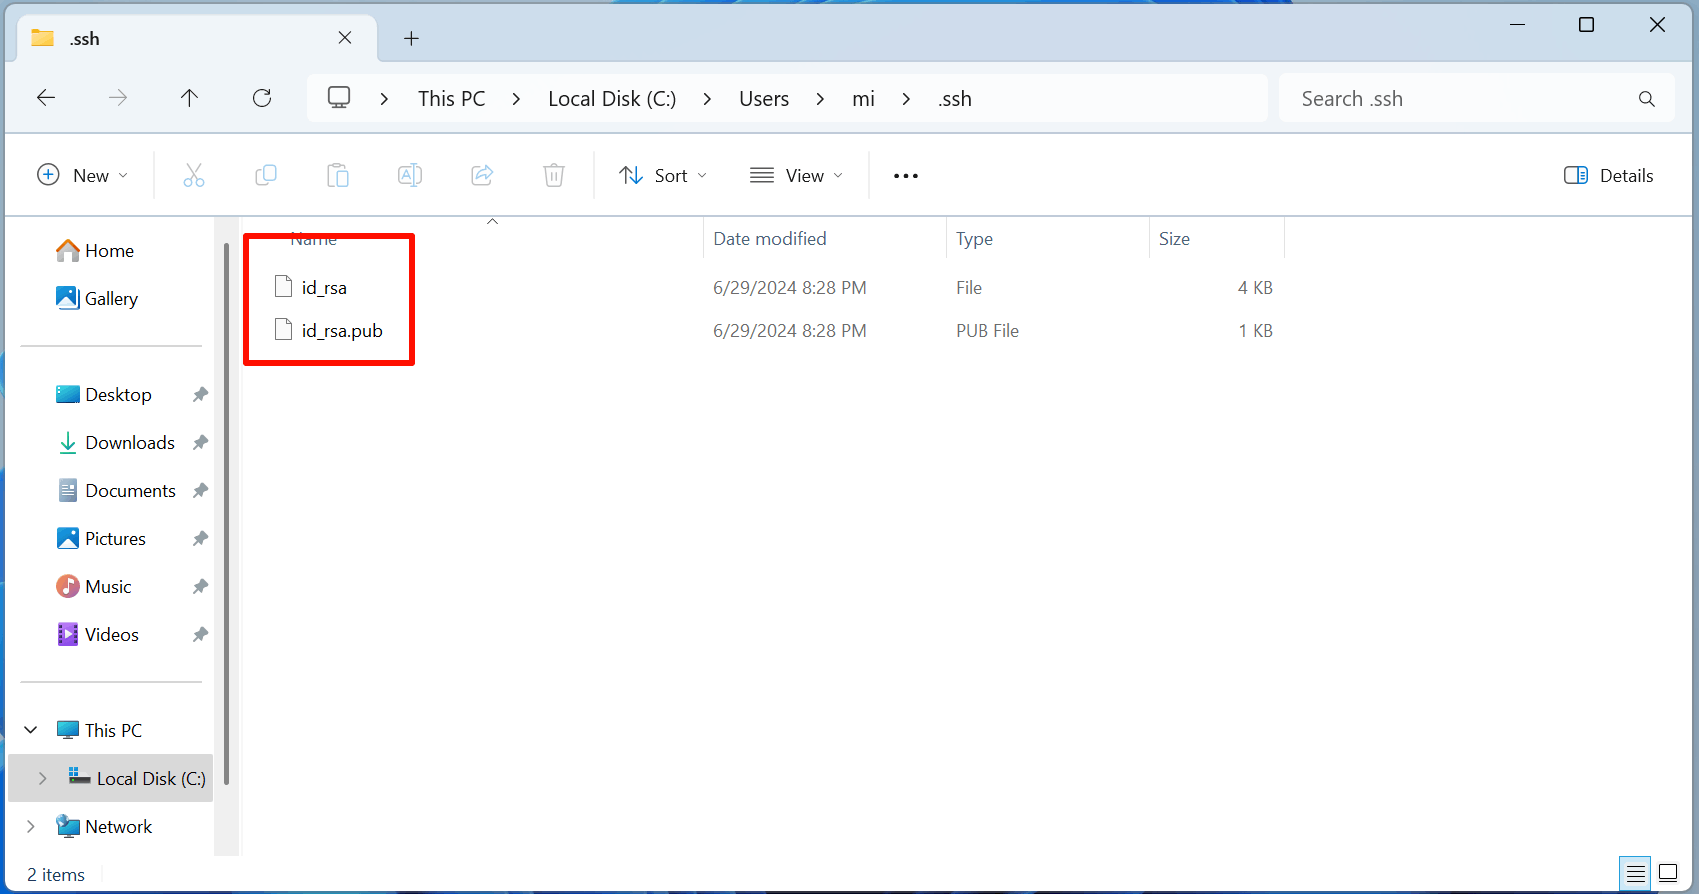 .ssh
This PC
Local Disk (C:)
Users
mi
.ssh
Search .ssh
New
Sort
View
Details
Home
Gallery
Desktop
Downloads
Documents
Pictures
Music
Videos
This PC
Local Disk (C:)
Network
Name Date modified Type Size
id_rsa 6/29/2024 8:28 PM File 4 KB
id_rsa.pub 6/29/2024 8:28 PM PUB File 1 KB
2 items